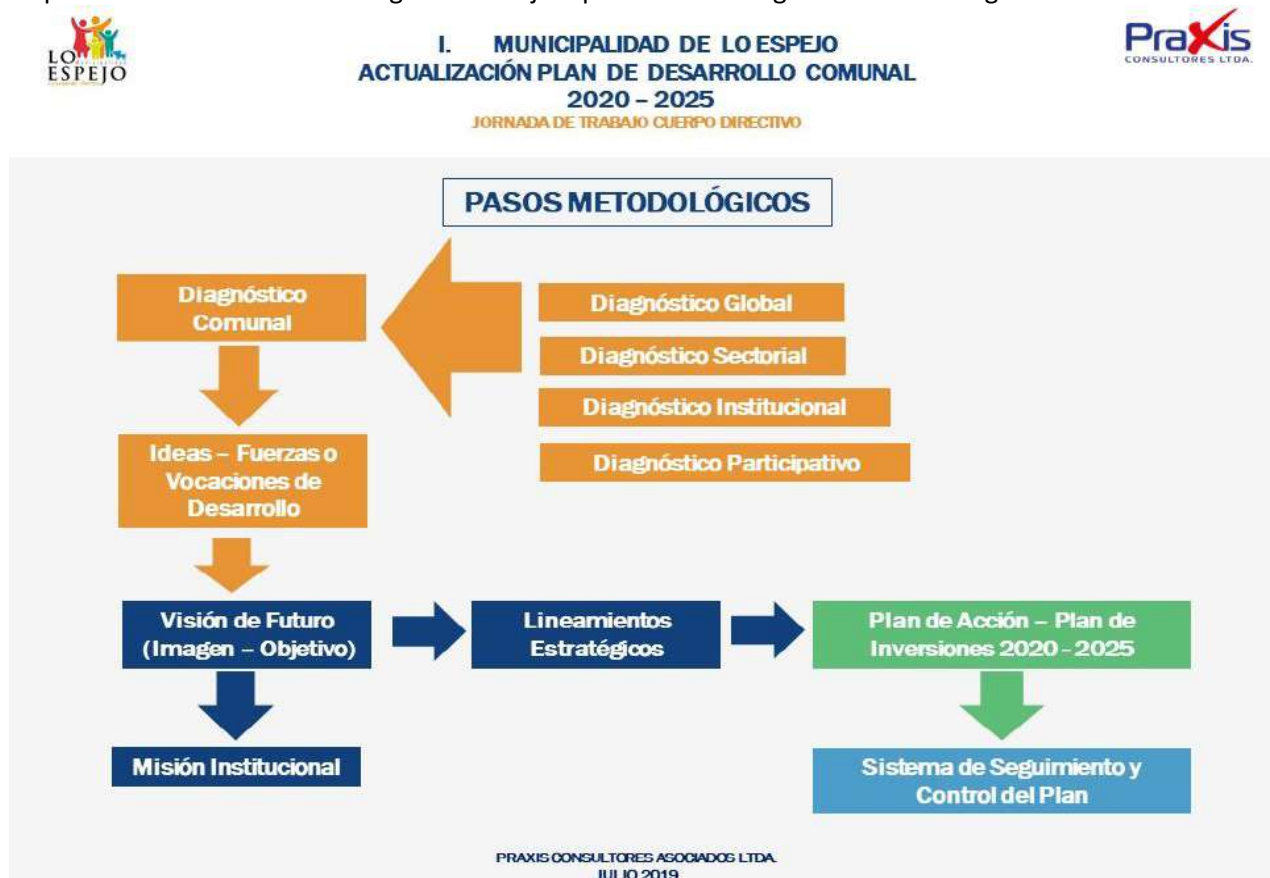 LO
ESPEJO
I. MUNICIPALIDAD DE LO ESPEJO
ACTUALIZACIÓN PLAN DE DESARROLLO COMUNAL
2020 – 2025
JORNADA DE TRABAJO CUERPO DIRECTIVO
PraXis
CONSULTORES LTDA.
PASOS METODOLÓGICOS
Diagnóstico
Comunal
Diagnóstico Global
Diagnóstico Sectorial
Diagnóstico Institucional
Diagnóstico Participativo
Ideas – Fuerzas o
Vocaciones de
Desarrollo
Visión de Futuro
(Imagen – Objetivo)
Lineamientos
Estratégicos
Plan de Acción – Plan de
Inversiones 2020 - 2025
Misión Institucional
Sistema de Seguimiento y
Control del Plan
PRAXIS CONSULTORES ASOCIADOS LTDA.
JULIO 2019